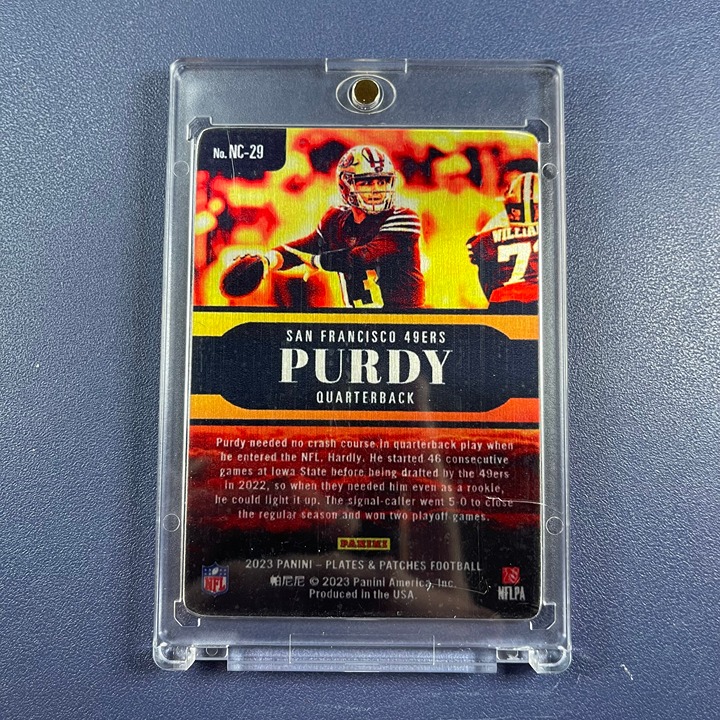 No. NC-29
WILLIA
7
3
SAN FRANCISCO 49ERS
PURDY
QUARTERBACK
Purdy needed no crash course in quarterback play when
he entered the NFL. Hardly. He started 46 consecutive
games at Iowa State before being drafted by the 49ers
in 2022, so when they needed him even as a rookie,
he could light it up. The signal-caller went 5-0 to close
the regular season and won two playoff games.
PANINI
2023 PANINI – PLATES & PATCHES FOOTBALL
帕尼尼 © 2023 Panini America, Inc.
Produced in the USA.
NFL
NFLPA